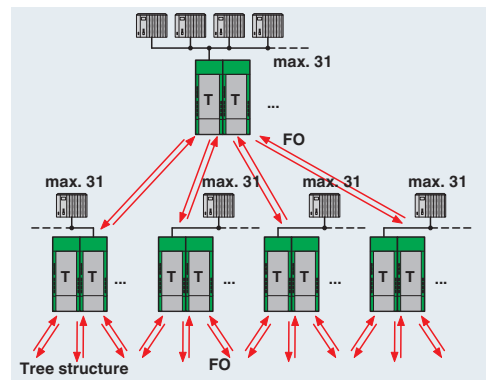 max. 31
T T ...
FO
max. 31 max. 31 max. 31 max. 31
T T ... T T ... T T ... T T ...
Tree structure FO